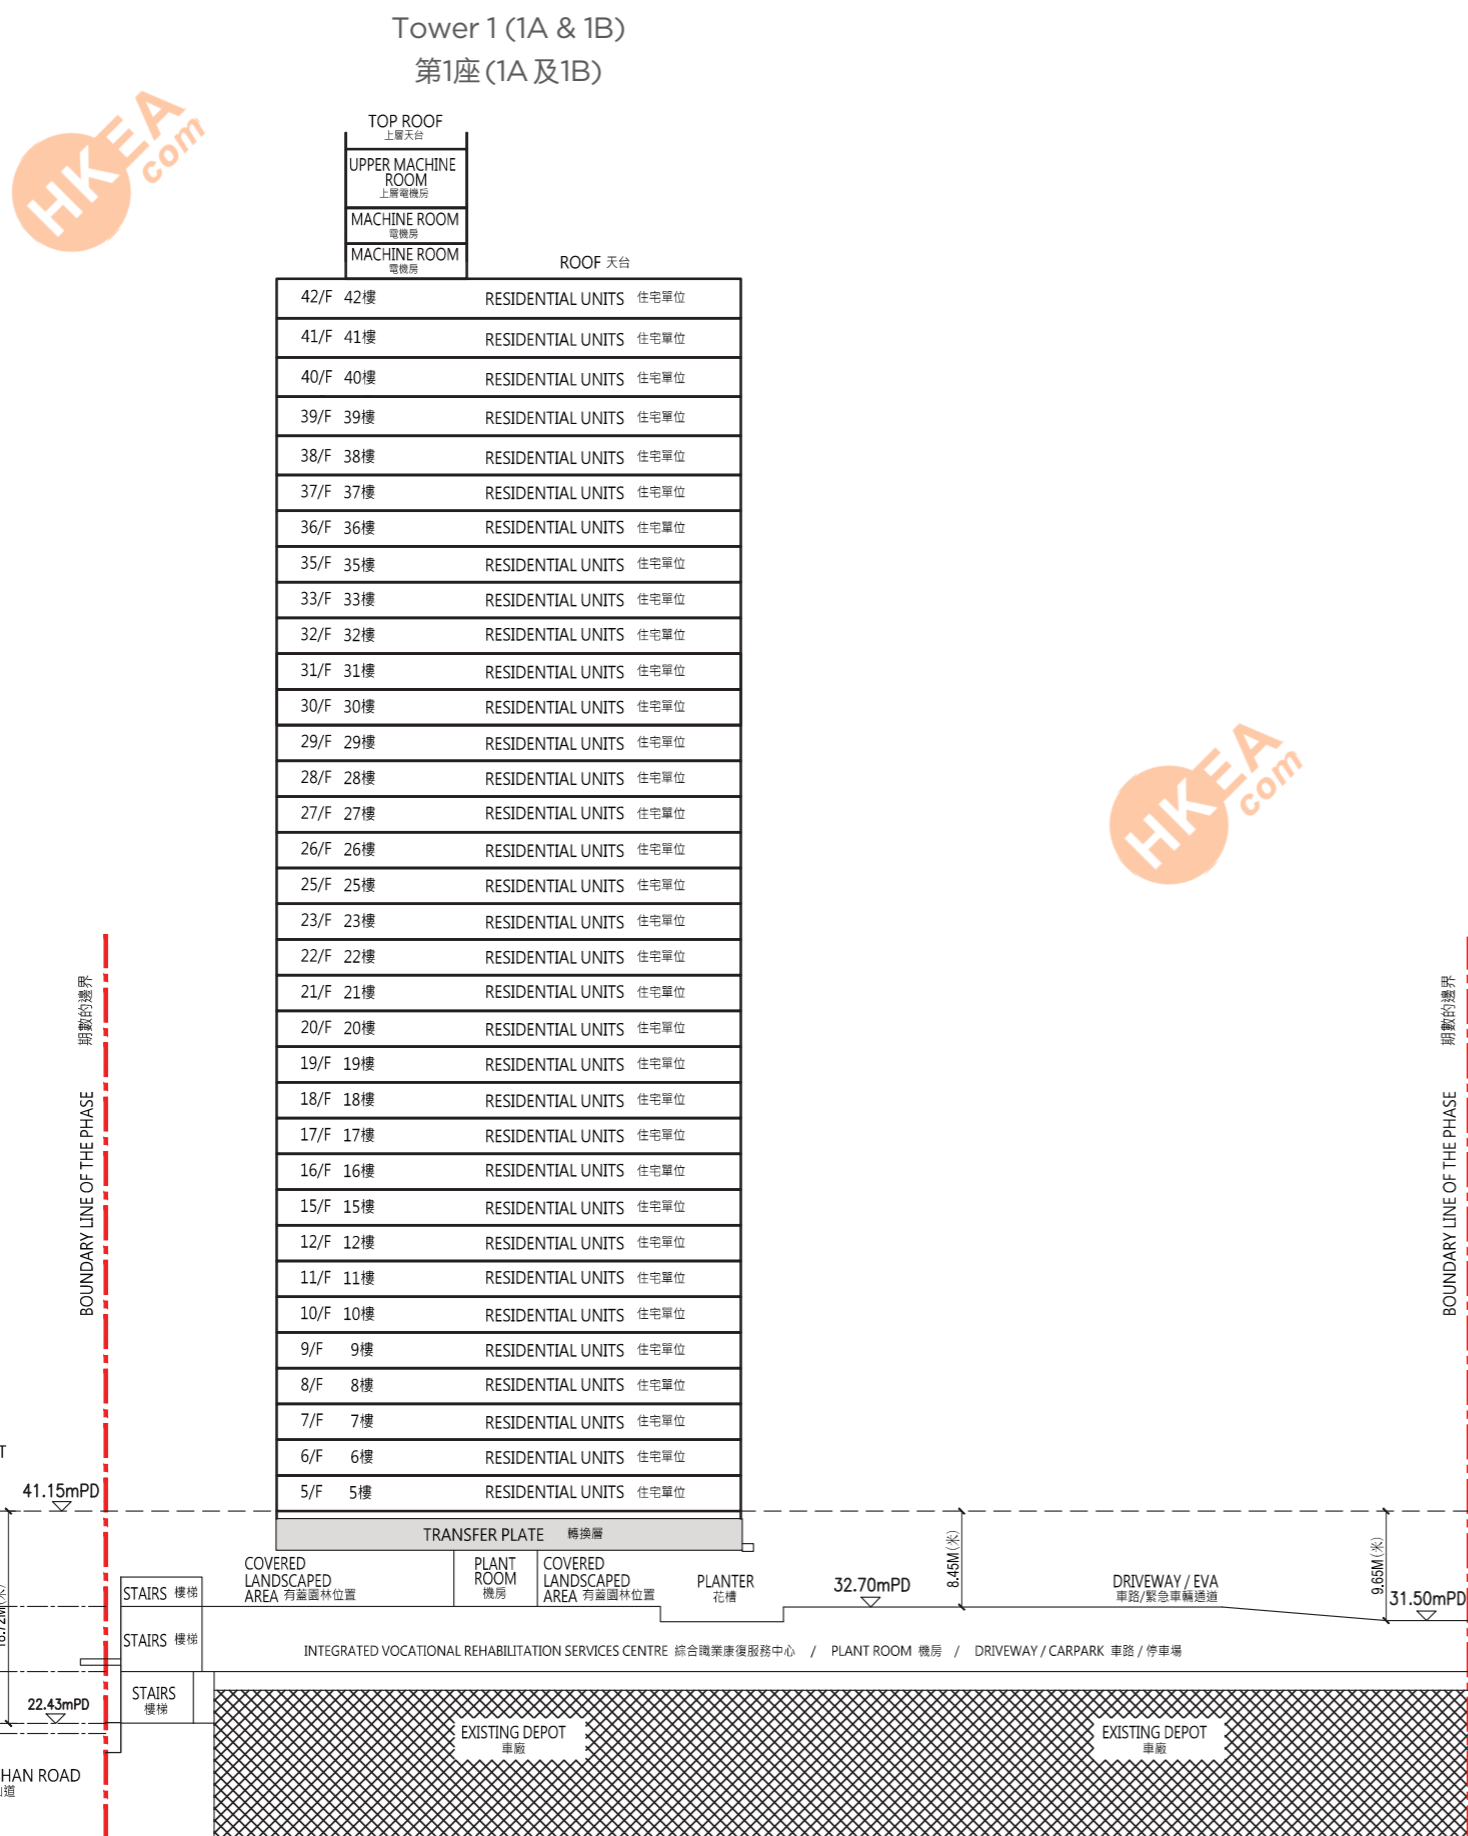 Tower 1 (1A & 1B)
第1座 (1A 及1B)
HKEA
com
TOP ROOF
上層天台
UPPER MACHINE
ROOM
上層電機房
MACHINE ROOM
電機房
MACHINE ROOM
電機房
ROOF 天台
42/F 42樓 RESIDENTIAL UNITS 住宅單位
41/F 41樓 RESIDENTIAL UNITS 住宅單位
40/F 40樓 RESIDENTIAL UNITS 住宅單位
39/F 39樓 RESIDENTIAL UNITS 住宅單位
38/F 38樓 RESIDENTIAL UNITS 住宅單位
37/F 37樓 RESIDENTIAL UNITS 住宅單位
36/F 36樓 RESIDENTIAL UNITS 住宅單位
35/F 35樓 RESIDENTIAL UNITS 住宅單位
33/F 33樓 RESIDENTIAL UNITS 住宅單位
32/F 32樓 RESIDENTIAL UNITS 住宅單位
31/F 31樓 RESIDENTIAL UNITS 住宅單位
30/F 30樓 RESIDENTIAL UNITS 住宅單位
29/F 29樓 RESIDENTIAL UNITS 住宅單位
28/F 28樓 RESIDENTIAL UNITS 住宅單位
27/F 27樓 RESIDENTIAL UNITS 住宅單位
26/F 26樓 RESIDENTIAL UNITS 住宅單位
25/F 25樓 RESIDENTIAL UNITS 住宅單位
23/F 23樓 RESIDENTIAL UNITS 住宅單位
22/F 22樓 RESIDENTIAL UNITS 住宅單位
21/F 21樓 RESIDENTIAL UNITS 住宅單位
20/F 20樓 RESIDENTIAL UNITS 住宅單位
19/F 19樓 RESIDENTIAL UNITS 住宅單位
18/F 18樓 RESIDENTIAL UNITS 住宅單位
17/F 17樓 RESIDENTIAL UNITS 住宅單位
16/F 16樓 RESIDENTIAL UNITS 住宅單位
15/F 15樓 RESIDENTIAL UNITS 住宅單位
12/F 12樓 RESIDENTIAL UNITS 住宅單位
11/F 11樓 RESIDENTIAL UNITS 住宅單位
10/F 10樓 RESIDENTIAL UNITS 住宅單位
9/F 9樓 RESIDENTIAL UNITS 住宅單位
8/F 8樓 RESIDENTIAL UNITS 住宅單位
7/F 7樓 RESIDENTIAL UNITS 住宅單位
6/F 6樓 RESIDENTIAL UNITS 住宅單位
5/F 5樓 RESIDENTIAL UNITS 住宅單位
HKEA
com
BOUNDARY LINE OF THE PHASE 期數的邊界
BOUNDARY LINE OF THE PHASE 期數的邊界
T
41.15mPD
TRANSFER PLATE 轉換層
COVERED
LANDSCAPED
AREA 有蓋園林位置
PLANT
ROOM
機房
COVERED
LANDSCAPED
AREA 有蓋園林位置
PLANTER
花槽
32.70mPD
8.45M(米)
DRIVEWAY / EVA
車路/緊急車輛通道
9.65M(米)
31.50mPD
STAIRS 樓梯
STAIRS 樓梯
INTEGRATED VOCATIONAL REHABILITATION SERVICES CENTRE 綜合職業康復服務中心 / PLANT ROOM 機房 / DRIVEWAY / CARPARK 車路 / 停車場
STAIRS
樓梯
22.43mPD
EXISTING DEPOT
車廠
EXISTING DEPOT
車廠
HAN ROAD
道